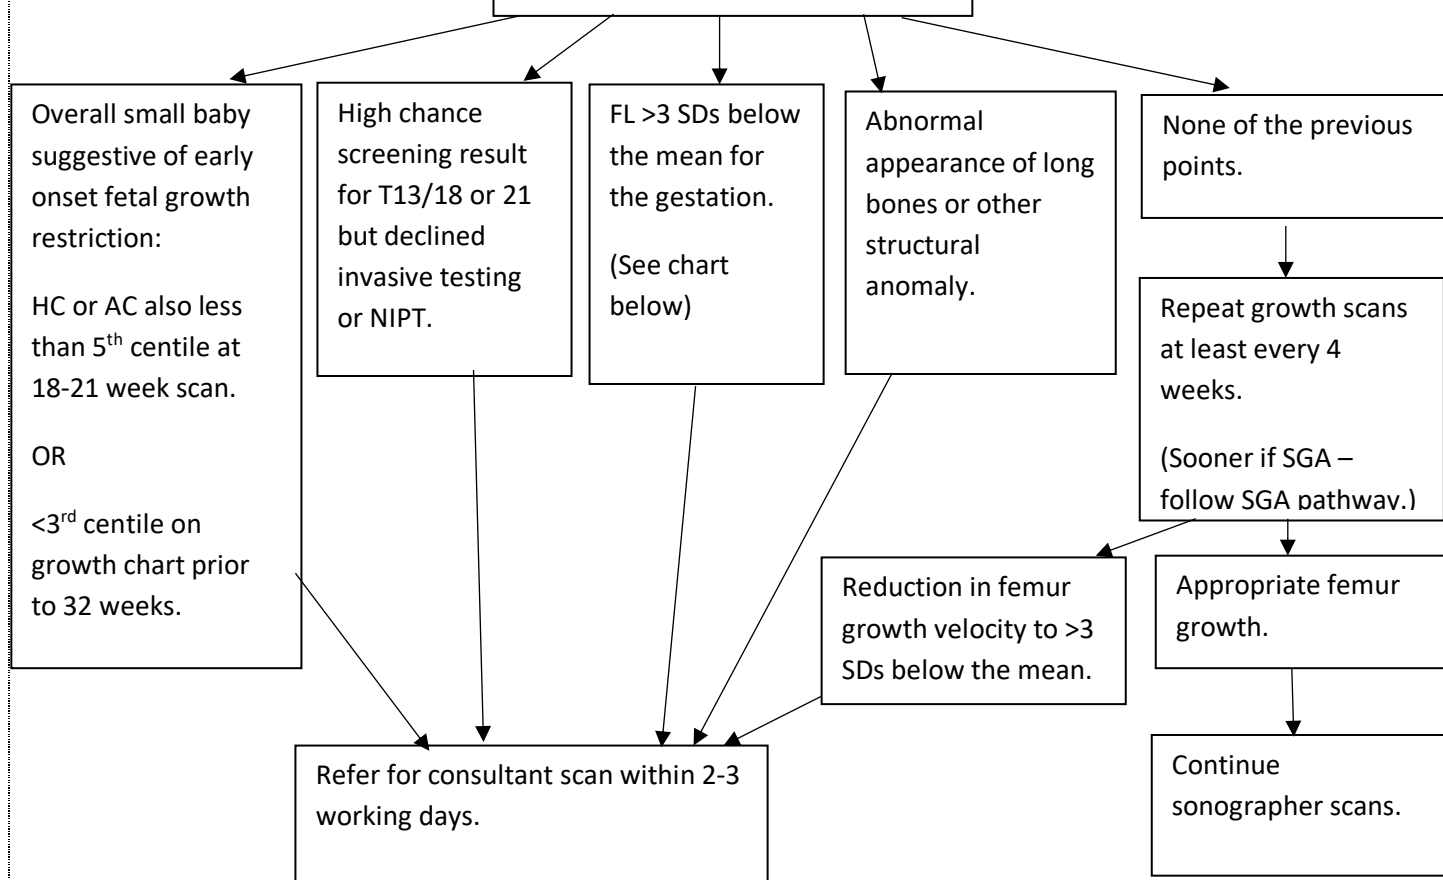 Overall small baby
suggestive of early
onset fetal growth
restriction:
HC or AC also less
than 5th centile at
18-21 week scan.
OR
<3rd centile on
growth chart prior
to 32 weeks.
High chance
screening result
for T13/18 or 21
but declined
invasive testing
or NIPT.
FL >3 SDs below
the mean for
the gestation.
(See chart
below)
Abnormal
appearance of long
bones or other
structural
anomaly.
None of the previous
points.
Repeat growth scans
at least every 4
weeks.
(Sooner if SGA –
follow SGA pathway.)
Reduction in femur
growth velocity to >3
SDs below the mean.
Appropriate femur
growth.
Refer for consultant scan within 2-3
working days.
Continue
sonographer scans.